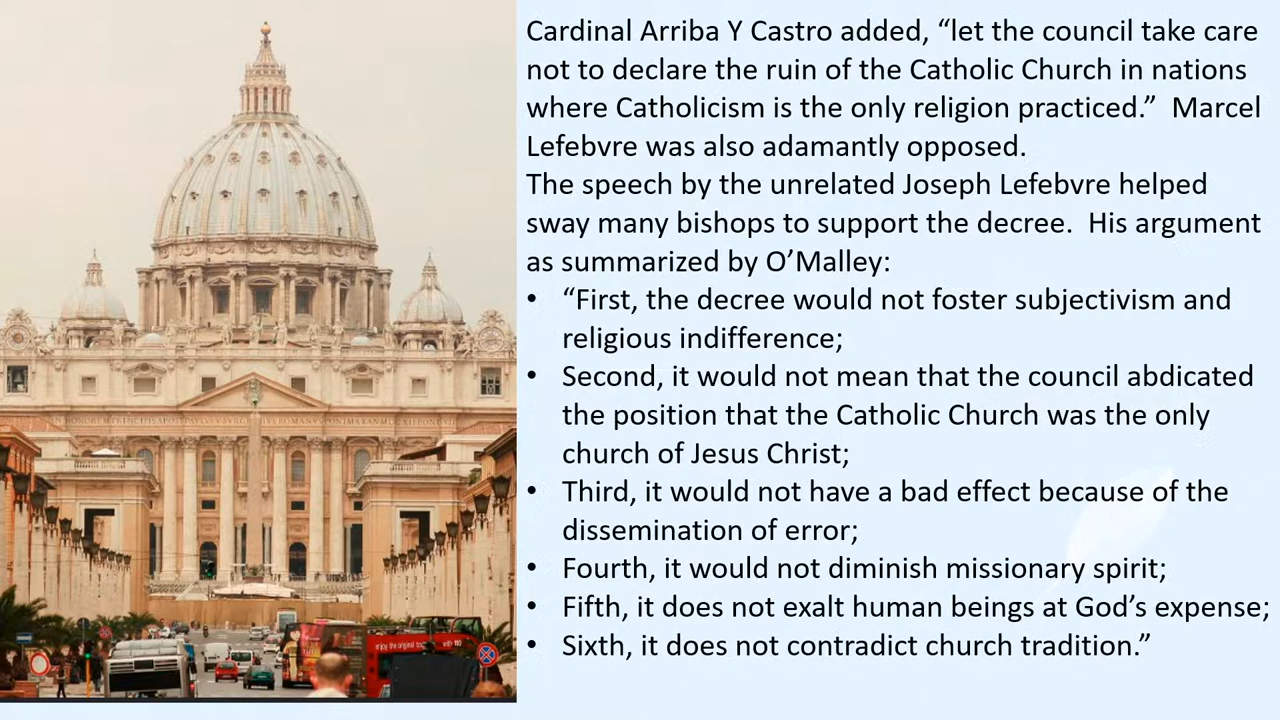 Cardinal Arriba Y Castro added, “let the council take care
not to declare the ruin of the Catholic Church in nations
where Catholicism is the only religion practiced.”  Marcel
Lefebvre was also adamantly opposed.
The speech by the unrelated Joseph Lefebvre helped
sway many bishops to support the decree.  His argument
as summarized by O’Malley:
• “First, the decree would not foster subjectivism and
religious indifference;
• Second, it would not mean that the council abdicated
the position that the Catholic Church was the only
church of Jesus Christ;
• Third, it would not have a bad effect because of the
dissemination of error;
• Fourth, it would not diminish missionary spirit;
• Fifth, it does not exalt human beings at God’s expense;
• Sixth, it does not contradict church tradition.”
enjoy the original